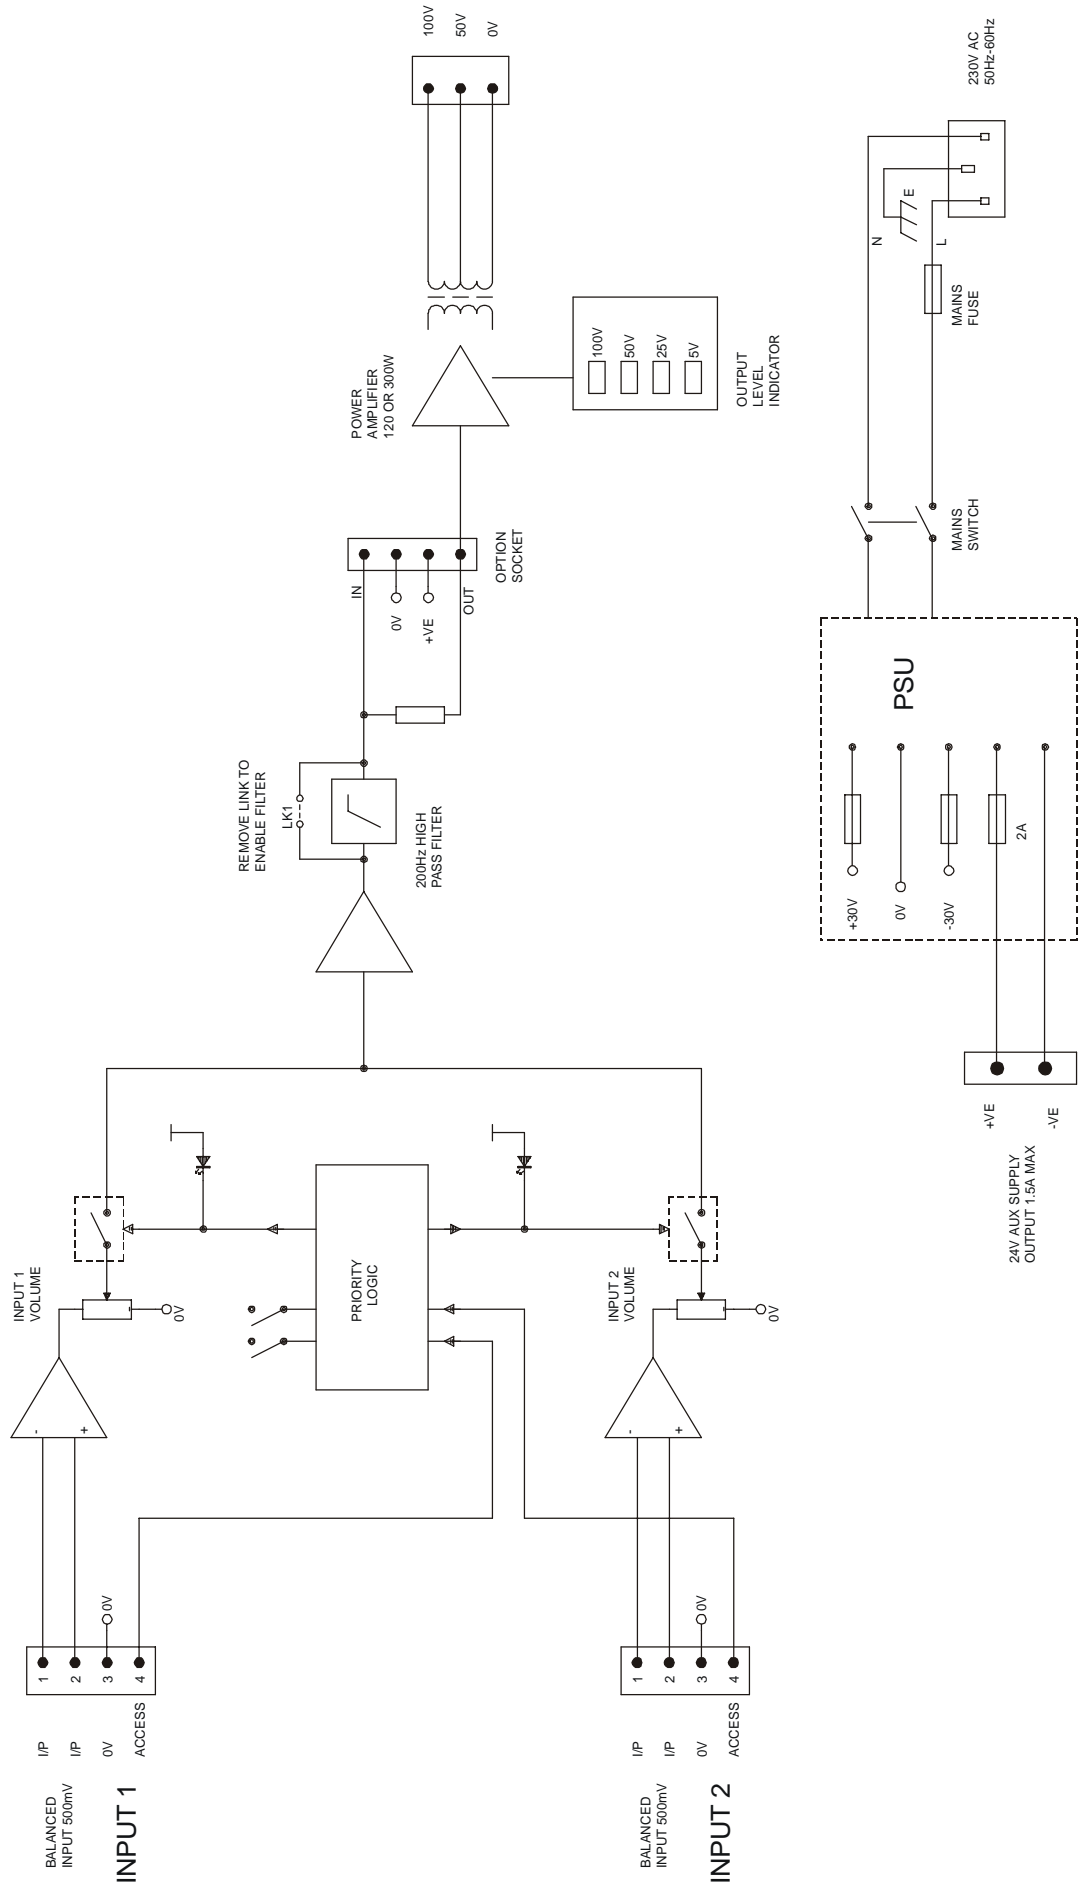 INPUT 1
BALANCED
INPUT 500mV
I/P
I/P
0V
ACCESS
1
2
3
4
0V
-
+
INPUT 1
VOLUME
0V
PRIORITY
LOGIC
INPUT 2
BALANCED
INPUT 500mV
I/P
I/P
0V
ACCESS
1
2
3
4
0V
-
+
INPUT 2
VOLUME
0V
REMOVE LINK TO
ENABLE FILTER
LK1
200Hz HIGH
PASS FILTER
IN
0V
+VE
OUT
OPTION
SOCKET
POWER
AMPLIFIER
120 OR 300W
100V
50V
25V
5V
OUTPUT
LEVEL
INDICATOR
100V
50V
0V
24V AUX SUPPLY
OUTPUT 1.5A MAX
+VE
-VE
+30V
0V
-30V
2A
PSU
MAINS
SWITCH
MAINS
FUSE
N
L
E
230V AC
50Hz-60Hz